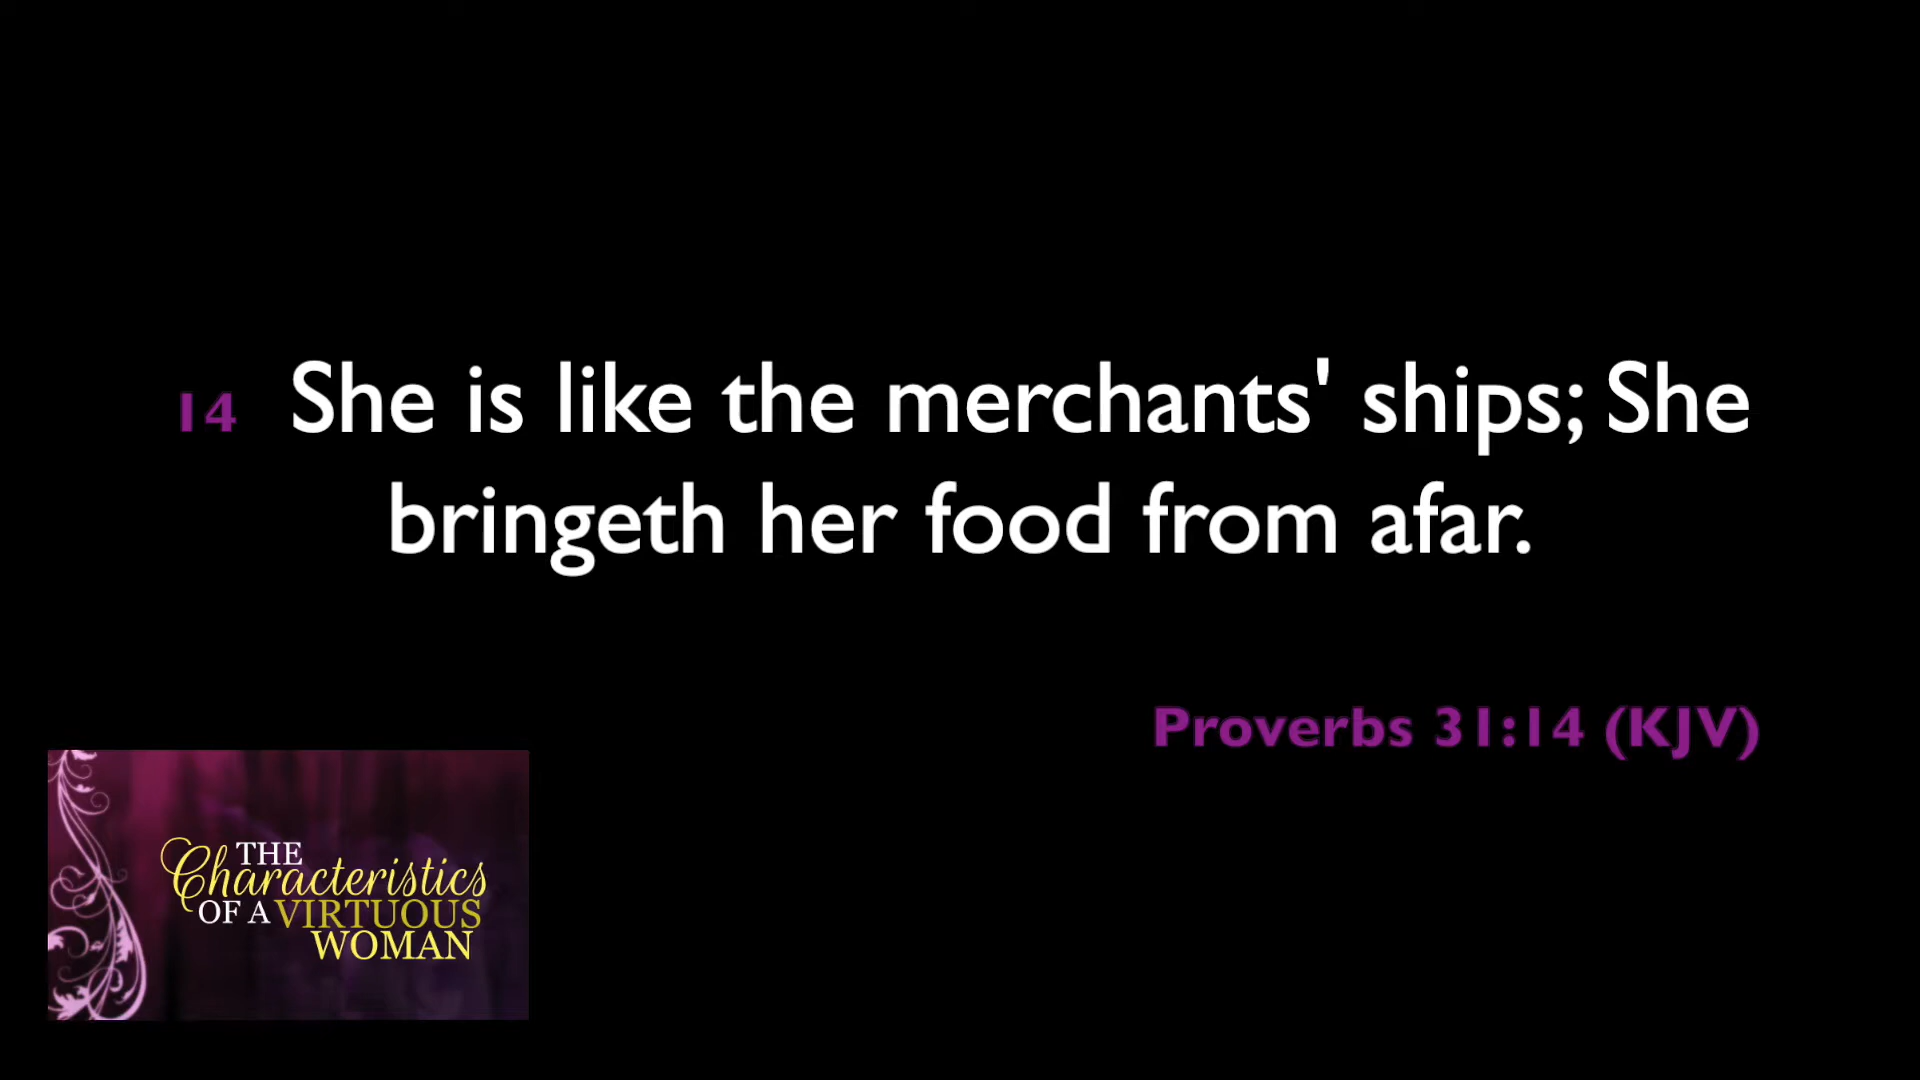 14 She is like the merchants' ships; She
bringeth her food from afar.
Proverbs 31:14 (KJV)
THE
Characteristics
OF A VIRTUOUS
WOMAN